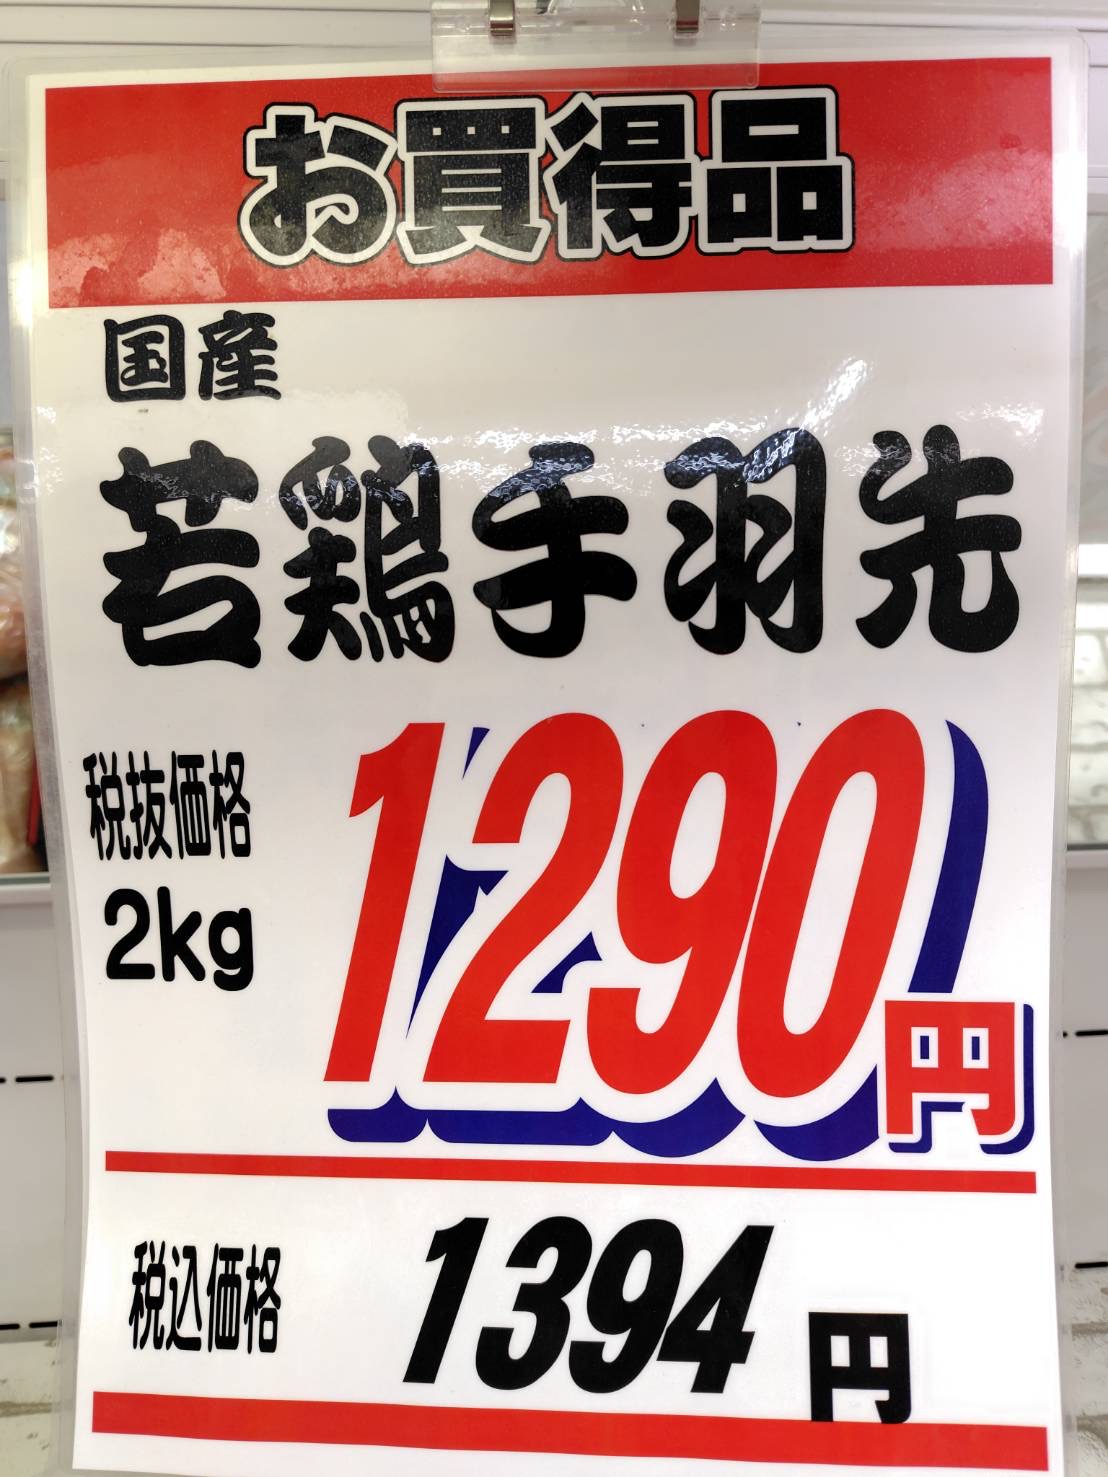 お買得品
国産
若鶏手羽先
税抜価格
2kg
1290円
税込価格
1394円